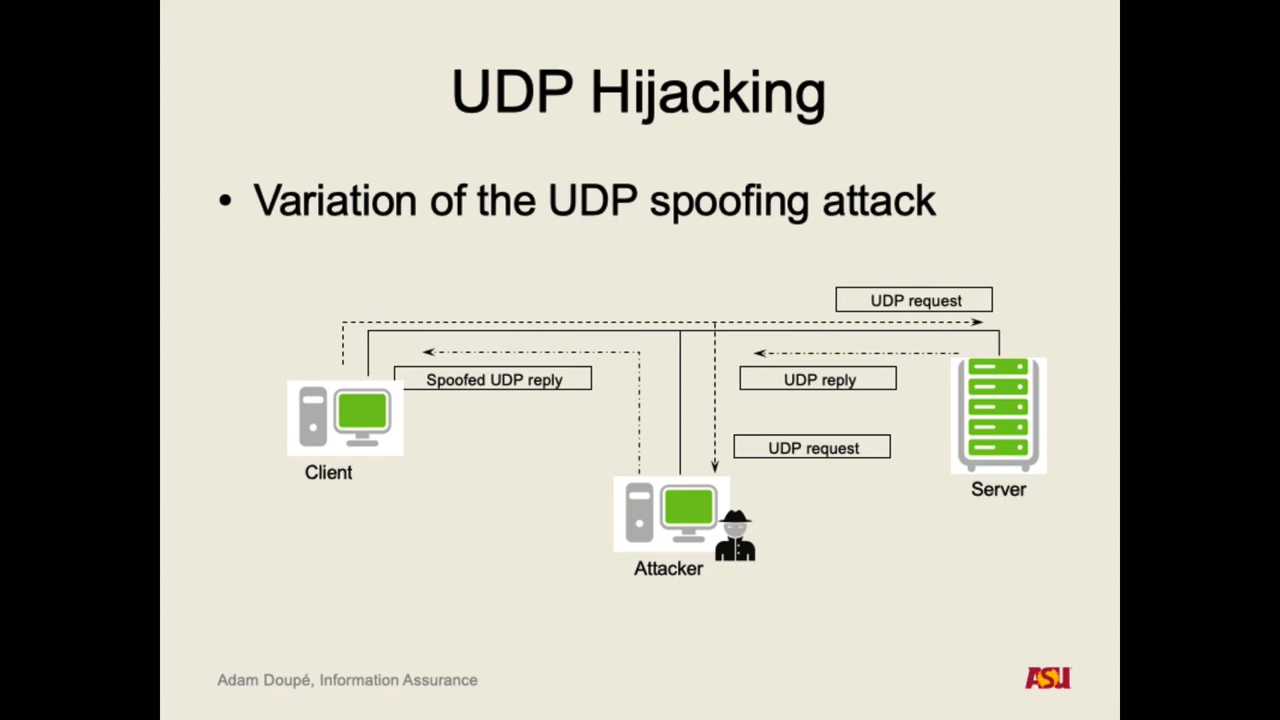 UDP Hijacking
• Variation of the UDP spoofing attack
UDP request
Spoofed UDP reply
UDP reply
UDP request
Client
Server
Attacker
Adam Doupé, Information Assurance
ASU